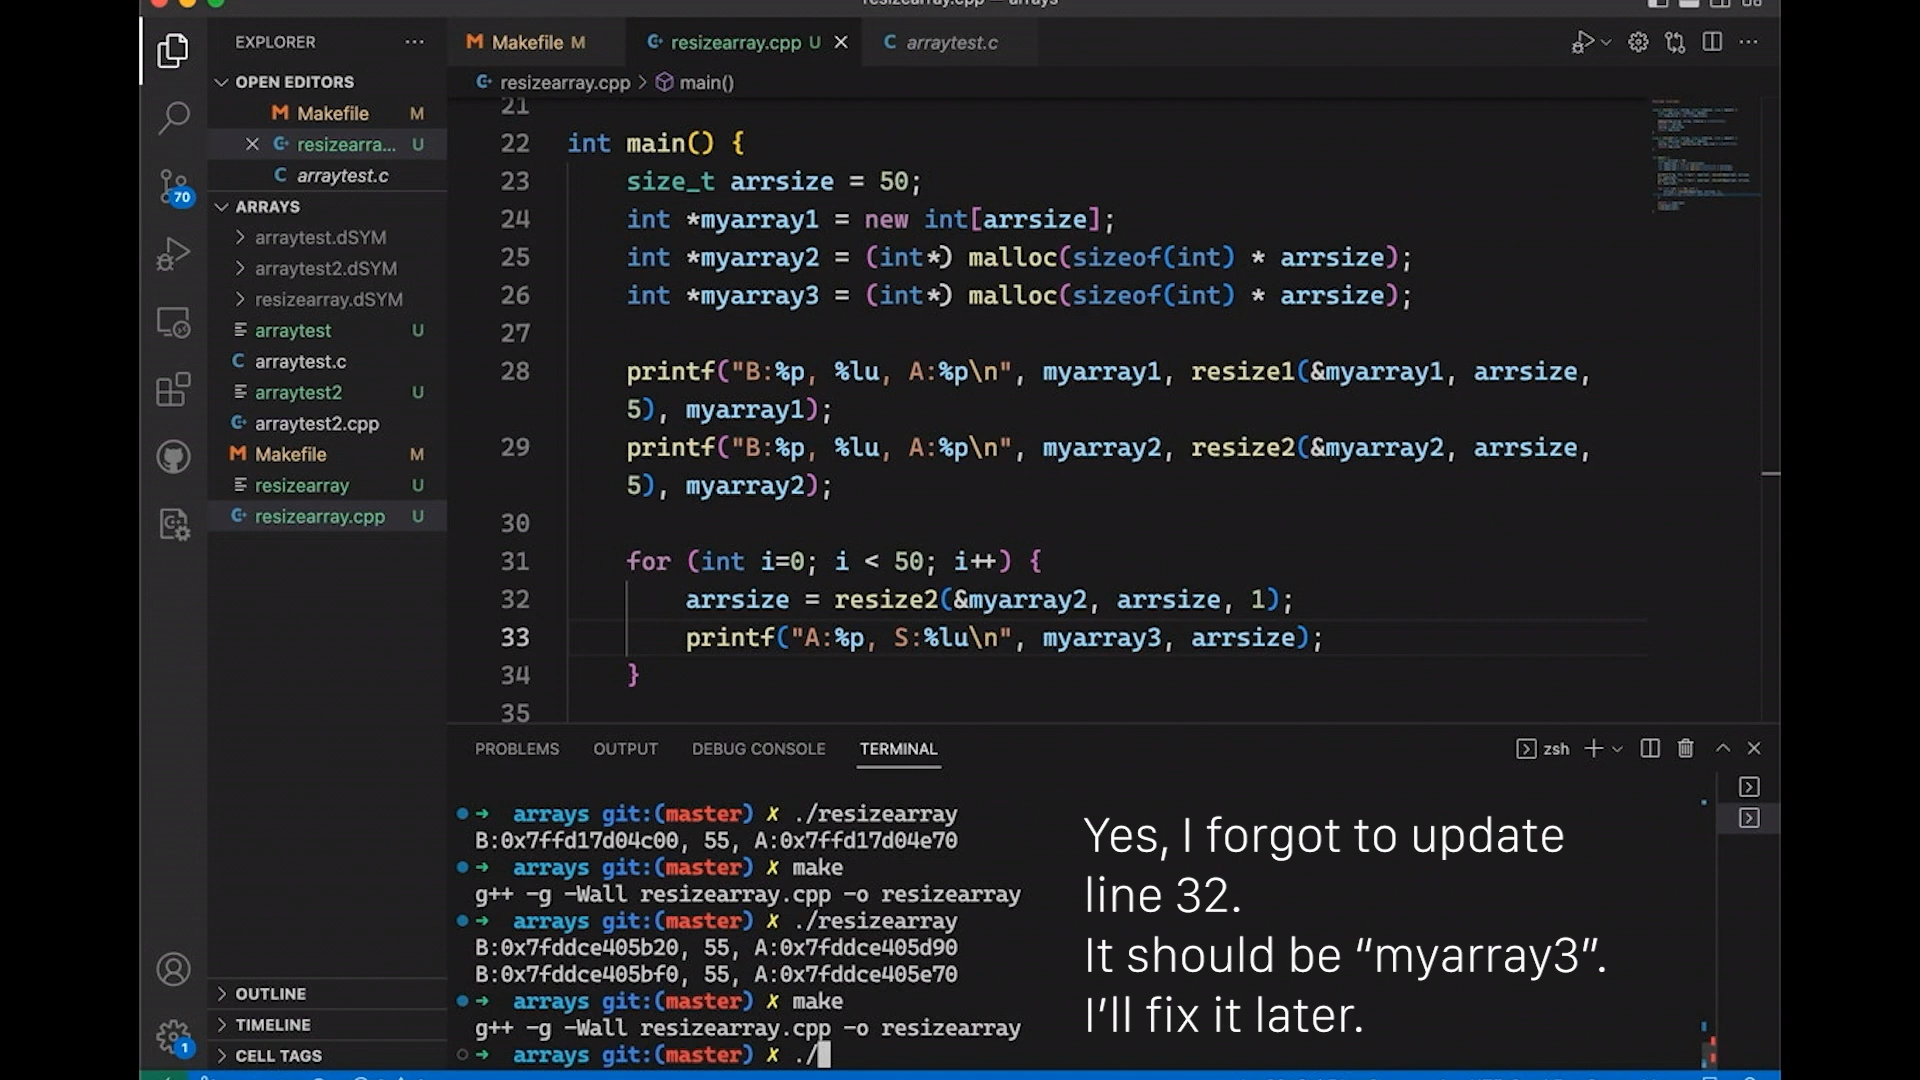 resizearray.cpp — arrays
EXPLORER
OPEN EDITORS
Makefile M
resizearra... U
arraytest.c
ARRAYS
arraytest.dSYM
arraytest2.dSYM
resizearray.dSYM
arraytest U
arraytest.c
arraytest2 U
arraytest2.cpp
Makefile M
resizearray U
resizearray.cpp U
OUTLINE
TIMELINE
CELL TAGS
70
1
Makefile M resizearray.cpp U arraytest.c
resizearray.cpp > main()
21
22 int main() {
23 size_t arrsize = 50;
24 int *myarray1 = new int[arrsize];
25 int *myarray2 = (int*) malloc(sizeof(int) * arrsize);
26 int *myarray3 = (int*) malloc(sizeof(int) * arrsize);
27
28 printf("B:%p, %lu, A:%p\n", myarray1, resize1(&myarray1, arrsize,
5), myarray1);
29 printf("B:%p, %lu, A:%p\n", myarray2, resize2(&myarray2, arrsize,
5), myarray2);
30
31 for (int i=0; i < 50; i++) {
32 arrsize = resize2(&myarray2, arrsize, 1);
33 printf("A:%p, S:%lu\n", myarray3, arrsize);
34 }
35
PROBLEMS OUTPUT DEBUG CONSOLE TERMINAL zsh
➜ arrays git:(master) ✗ ./resizearray
B:0x7ffd17d04c00, 55, A:0x7ffd17d04e70
➜ arrays git:(master) ✗ make
g++ -g -Wall resizearray.cpp -o resizearray
➜ arrays git:(master) ✗ ./resizearray
B:0x7fddce405b20, 55, A:0x7fddce405d90
B:0x7fddce405bf0, 55, A:0x7fddce405e70
➜ arrays git:(master) ✗ make
g++ -g -Wall resizearray.cpp -o resizearray
➜ arrays git:(master) ✗ ./
Yes, I forgot to update
line 32.
It should be “myarray3”.
I’ll fix it later.